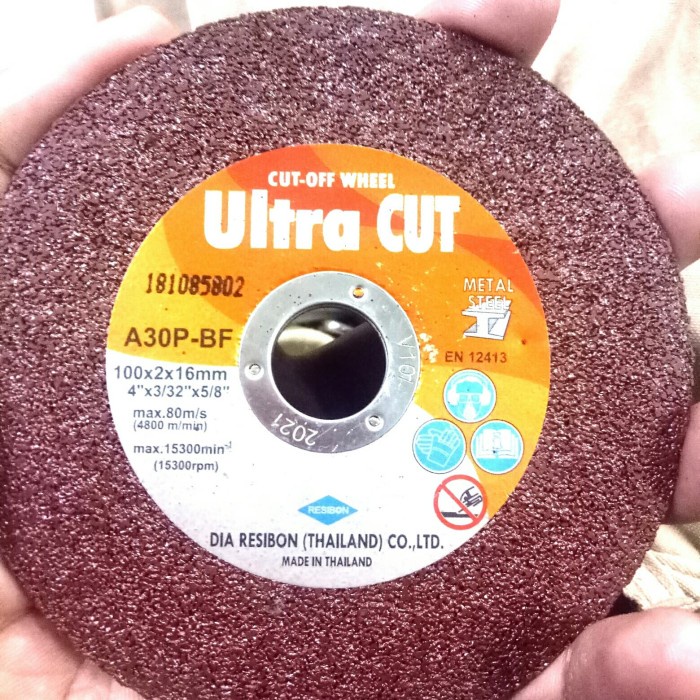 CUT-OFF WHEEL
Ultra CUT
181085802
METAL
STEEL
A30P-BF
EN 12413
100x2x16mm
4"x3/32"x5/8"
max.80m/s
(4800 m/min)
max.15300min⁻¹
(15300rpm)
2021
RESIBON
DIA RESIBON (THAILAND) CO.,LTD.
MADE IN THAILAND